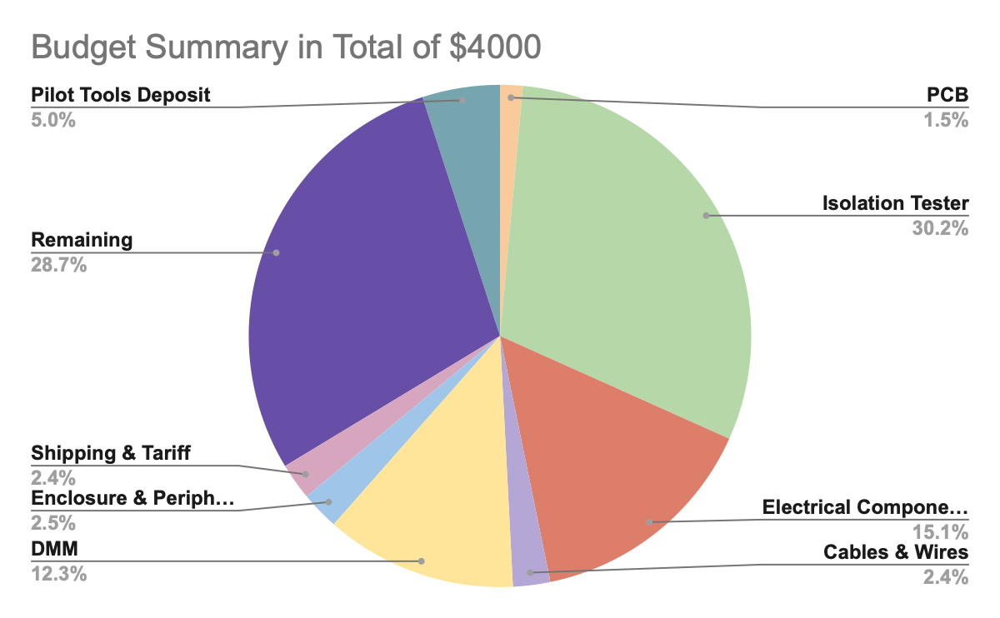 Budget Summary in Total of $4000
Pilot Tools Deposit
5.0%
Remaining
28.7%
Shipping & Tariff
2.4%
Enclosure & Periph…
2.5%
DMM
12.3%
PCB
1.5%
Isolation Tester
30.2%
Electrical Compone…
15.1%
Cables & Wires
2.4%